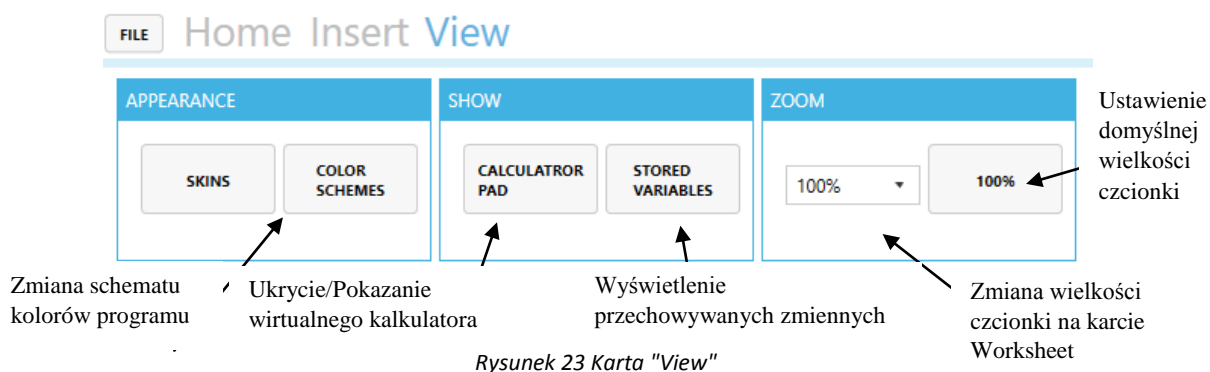 FILE Home Insert View
APPEARANCE
SKINS
COLOR
SCHEMES
SHOW
CALCULATROR
PAD
STORED
VARIABLES
ZOOM
100%
100%
Ustawienie
domyślnej
wielkości
czcionki
Zmiana schematu
kolorów programu
Ukrycie/Pokazanie
wirtualnego kalkulatora
Wyświetlenie
przechowywanych zmiennych
Zmiana wielkości
czcionki na karcie
Worksheet
Rysunek 23 Karta "View"